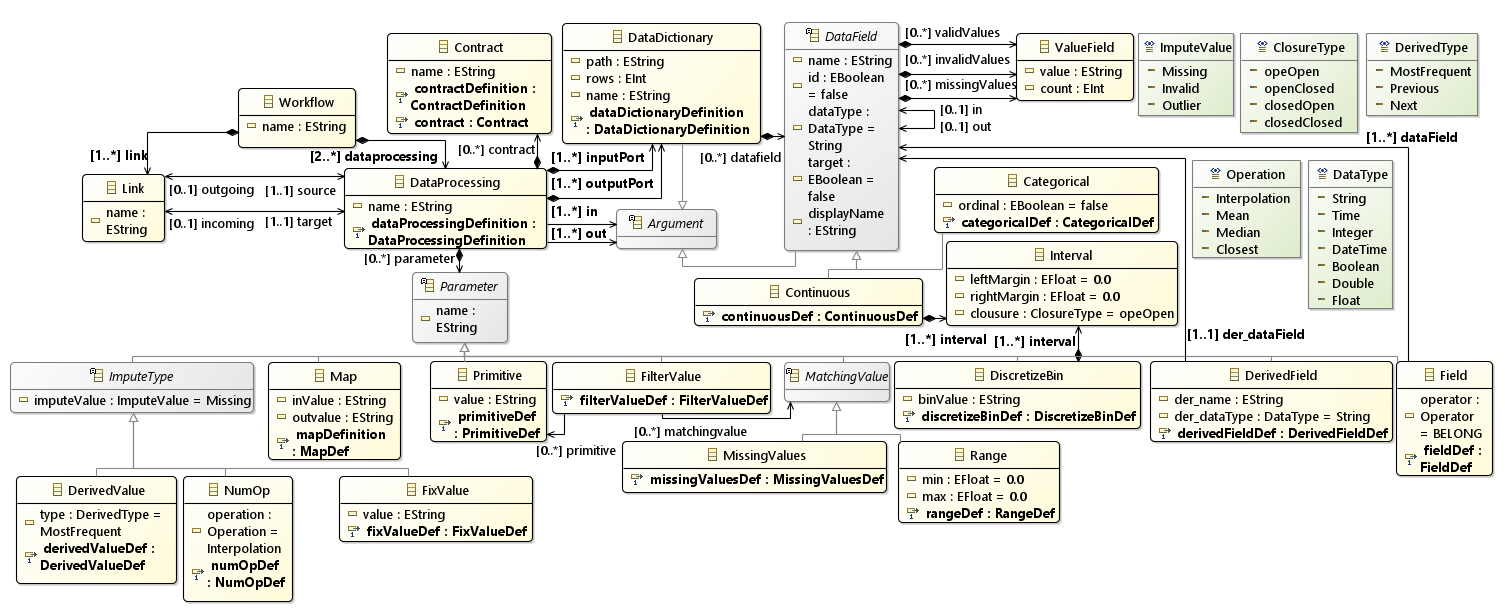 Contract
name : EString
contractDefinition :
ContractDefinition
contract : Contract
DataDictionary
path : EString
rows : EInt
name : EString
dataDictionaryDefinition
: DataDictionaryDefinition
DataField
name : EString
id : EBoolean
= false
dataType :
DataType =
String
target :
EBoolean =
false
displayName
: EString
[0..*] validValues
[0..*] invalidValues
[0..*] missingValues
[0..1] in
[0..1] out
ValueField
value : EString
count : EInt
ImputeValue
Missing
Invalid
Outlier
ClosureType
opeOpen
openClosed
closedOpen
closedClosed
DerivedType
MostFrequent
Previous
Next
[1..*] dataField
Workflow
name : EString
[1..*] link
[2..*] dataprocessing
[0..*] contract
[1..*] inputPort
[1..*] outputPort
[0..*] datafield
Link
name :
EString
[0..1] outgoing
[1..1] source
[0..1] incoming
[1..1] target
DataProcessing
name : EString
dataProcessingDefinition :
DataProcessingDefinition
[1..*] in
[1..*] out
Argument
[0..*] parameter
Parameter
name :
EString
Categorical
ordinal : EBoolean = false
categoricalDef : CategoricalDef
Operation
Interpolation
Mean
Median
Closest
DataType
String
Time
Integer
DateTime
Boolean
Double
Float
Continuous
continuousDef : ContinuousDef
Interval
leftMargin : EFloat = 0.0
rightMargin : EFloat = 0.0
clousure : ClosureType = opeOpen
[1..*] interval
[1..*] interval
[1..1] der_dataField
ImputeType
imputeValue : ImputeValue = Missing
Map
inValue : EString
outvalue : EString
mapDefinition
: MapDef
Primitive
value : EString
primitiveDef
: PrimitiveDef
FilterValue
filterValueDef : FilterValueDef
MatchingValue
DiscretizeBin
binValue : EString
discretizeBinDef : DiscretizeBinDef
DerivedField
der_name : EString
der_dataType : DataType = String
derivedFieldDef : DerivedFieldDef
Field
operator :
Operator
= BELONG
fieldDef :
FieldDef
[0..*] matchingvalue
[0..*] primitive
MissingValues
missingValuesDef : MissingValuesDef
Range
min : EFloat = 0.0
max : EFloat = 0.0
rangeDef : RangeDef
DerivedValue
type : DerivedType =
MostFrequent
derivedValueDef :
DerivedValueDef
NumOp
operation :
Operation =
Interpolation
numOpDef
: NumOpDef
FixValue
value : EString
fixValueDef : FixValueDef